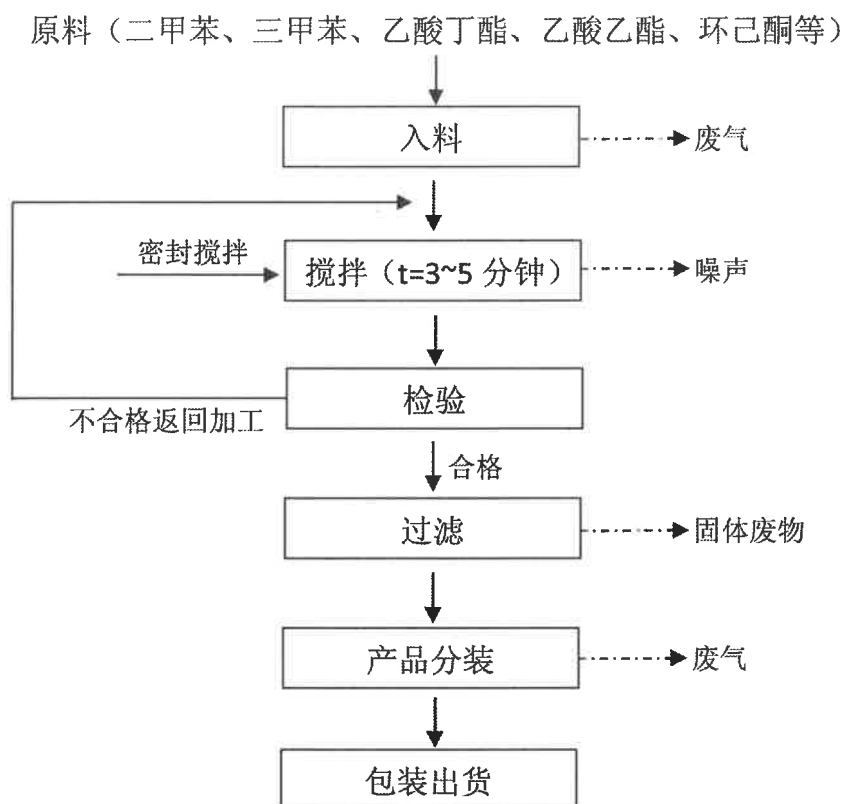 原料（二甲苯、三甲苯、乙酸丁酯、乙酸乙酯、环己酮等）
入料
废气
密封搅拌
搅拌（t=3~5 分钟）
噪声
检验
不合格返回加工
合格
过滤
固体废物
产品分装
废气
包装出货